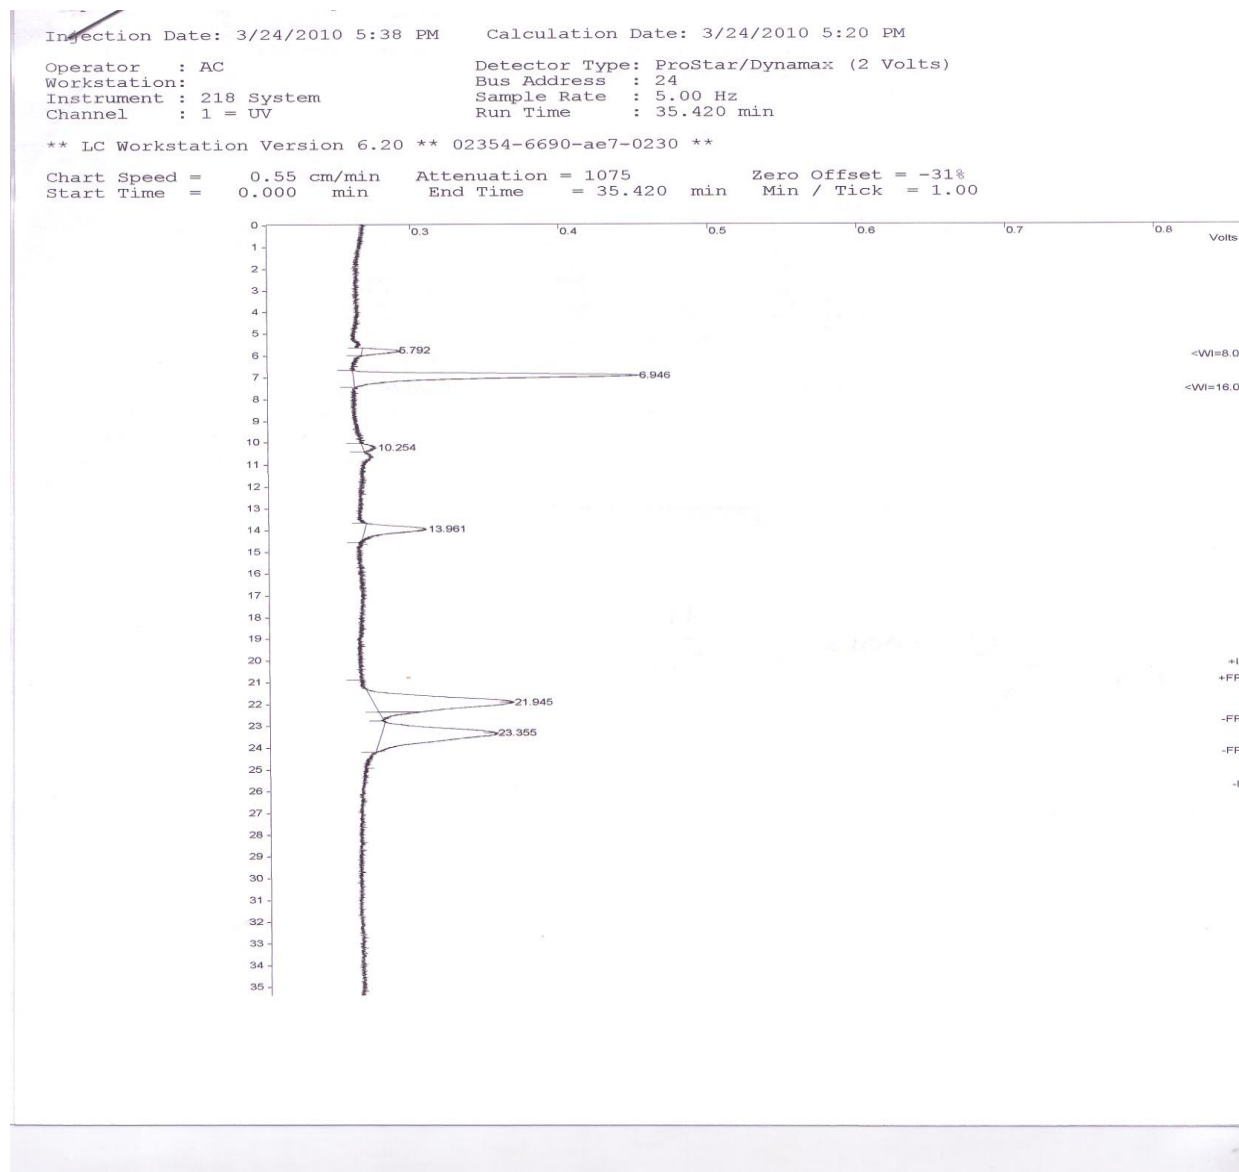 Injection Date: 3/24/2010 5:38 PM    Calculation Date: 3/24/2010 5:20 PM
Operator   : AC    Detector Type: ProStar/Dynamax (2 Volts)
Workstation:    Bus Address  : 24
Instrument : 218 System    Sample Rate  : 5.00 Hz
Channel    : 1 = UV    Run Time     : 35.420 min
** LC Workstation Version 6.20 ** 02354-6690-ae7-0230 **
Chart Speed =  0.55 cm/min  Attenuation = 1075  Zero Offset = -31%
Start Time  =  0.000  min  End Time  = 35.420  min  Min / Tick  = 1.00
0 0.3 0.4 0.5 0.6 0.7 0.8
Volts
1
2
3
4
5
5.792
6 <WI=8.0
6.946
7
<WI=16.0
8
9
10
10.254
11
12
13
14 13.961
15
16
17
18
19
20 +I
+FF
21
22 21.945
-FF
23
23.355
24 -FF
25
26
27
28
29
30
31
32
33
34
35